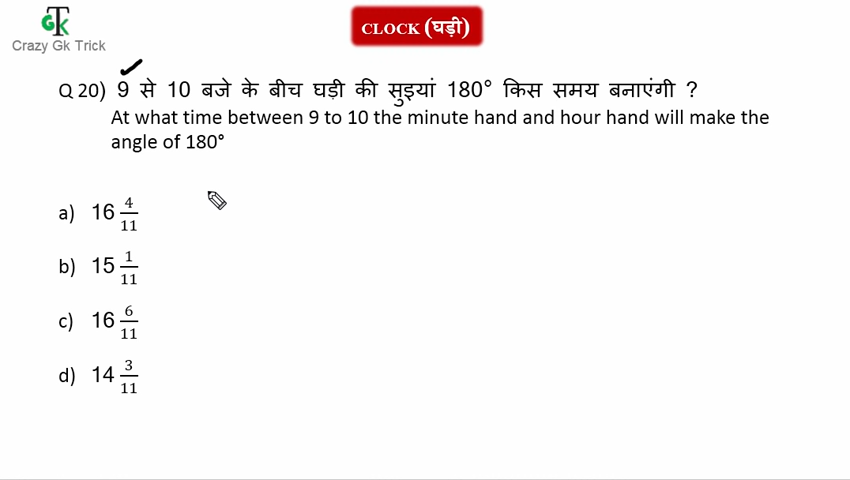 GTK
Crazy Gk Trick
CLOCK (घड़ी)
Q 20) 9 से 10 बजे के बीच घड़ी की सुइयां 180° किस समय बनाएंगी ?
At what time between 9 to 10 the minute hand and hour hand will make the
angle of 180°
a) 16 4/11
b) 15 1/11
c) 16 6/11
d) 14 3/11